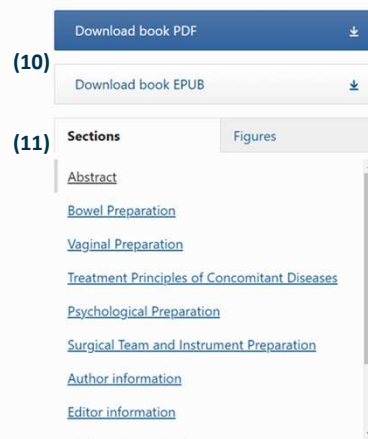 Download book PDF
(10)
Download book EPUB
(11) Sections Figures
Abstract
Bowel Preparation
Vaginal Preparation
Treatment Principles of Concomitant Diseases
Psychological Preparation
Surgical Team and Instrument Preparation
Author information
Editor information